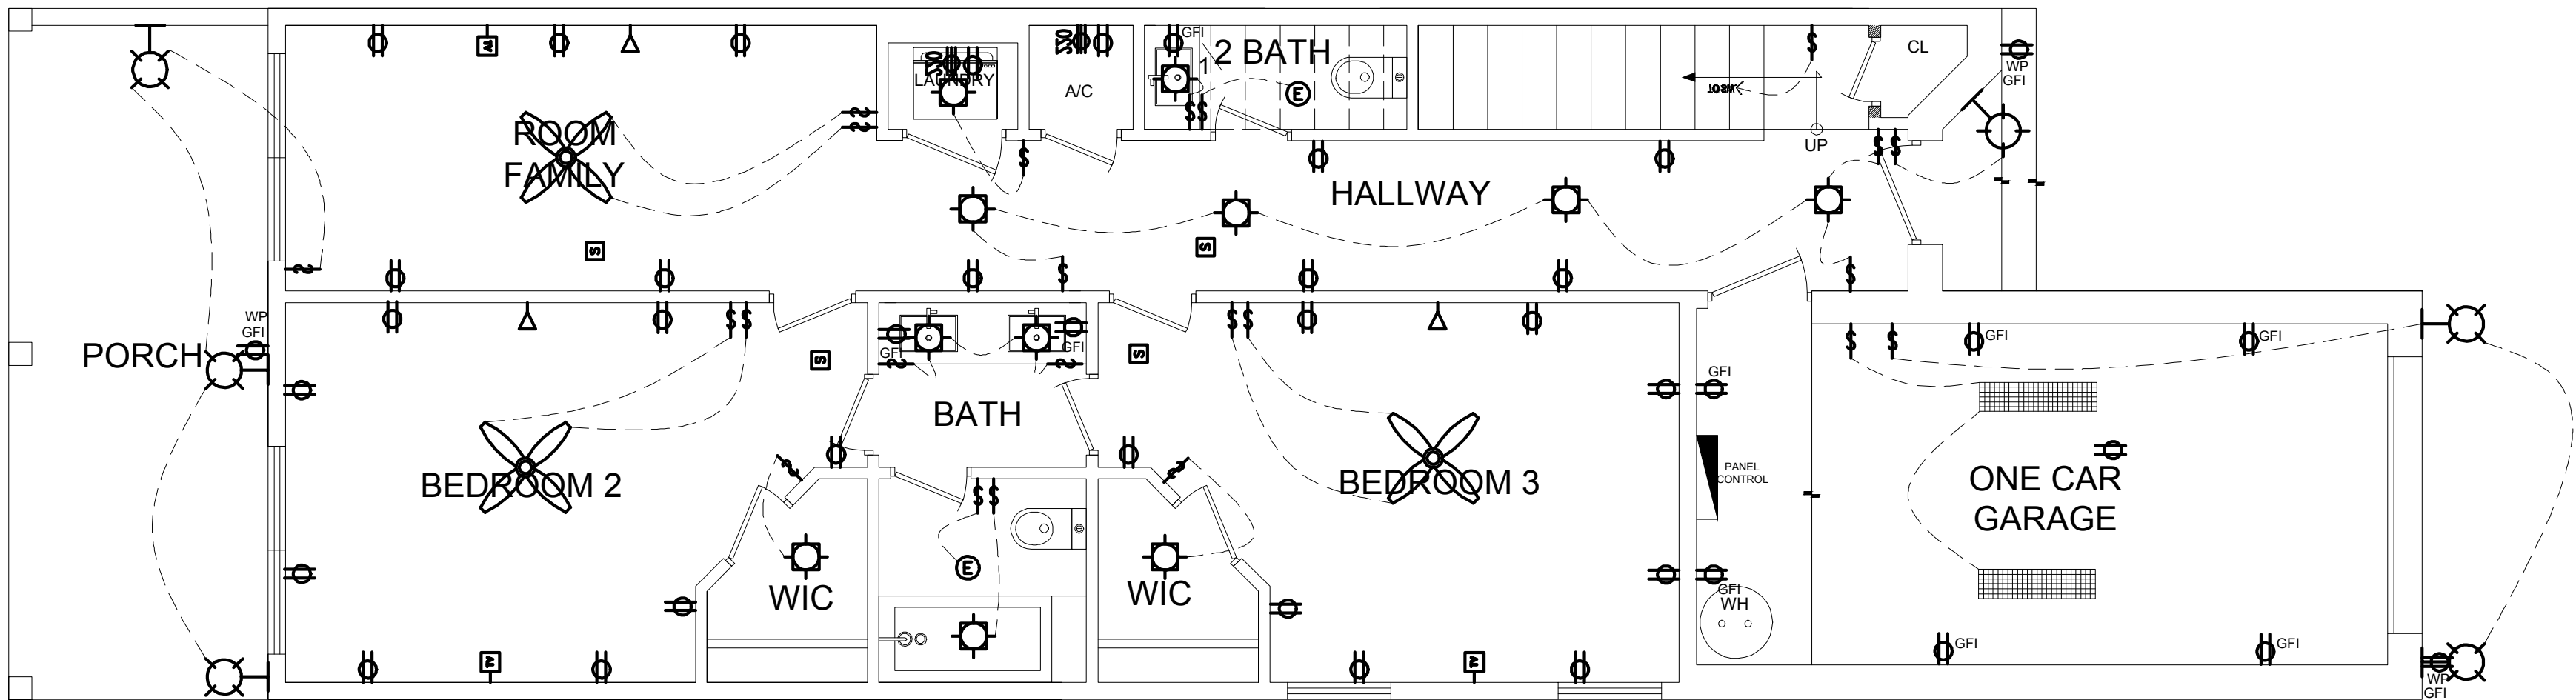 GFI
2 BATH
CL
WP
GFI
LAUNDRY
A/C
1
E
ROOM
FAMILY
UP
HALLWAY
S
S
WP
GFI
PORCH
GFI
GFI
S
S
GFI
GFI
GFI
BATH
BEDROOM 2
BEDROOM 3
PANEL
CONTROL
ONE CAR
GARAGE
E
WIC
WIC
GFI
WH
GFI
GFI
WP
GFI